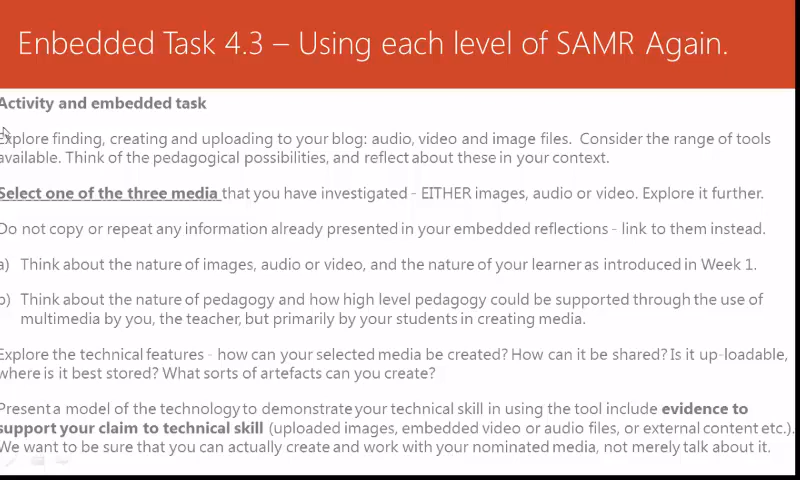 Enbedded Task 4.3 – Using each level of SAMR Again.
Activity and embedded task
Explore finding, creating and uploading to your blog: audio, video and image files. Consider the range of tools
available. Think of the pedagogical possibilities, and reflect about these in your context.
Select one of the three media that you have investigated - EITHER images, audio or video. Explore it further.
Do not copy or repeat any information already presented in your embedded reflections - link to them instead.
a) Think about the nature of images, audio or video, and the nature of your learner as introduced in Week 1.
b) Think about the nature of pedagogy and how high level pedagogy could be supported through the use of
multimedia by you, the teacher, but primarily by your students in creating media.
Explore the technical features - how can your selected media be created? How can it be shared? Is it up-loadable,
where is it best stored? What sorts of artefacts can you create?
Present a model of the technology to demonstrate your technical skill in using the tool include evidence to
support your claim to technical skill (uploaded images, embedded video or audio files, or external content etc.).
We want to be sure that you can actually create and work with your nominated media, not merely talk about it.